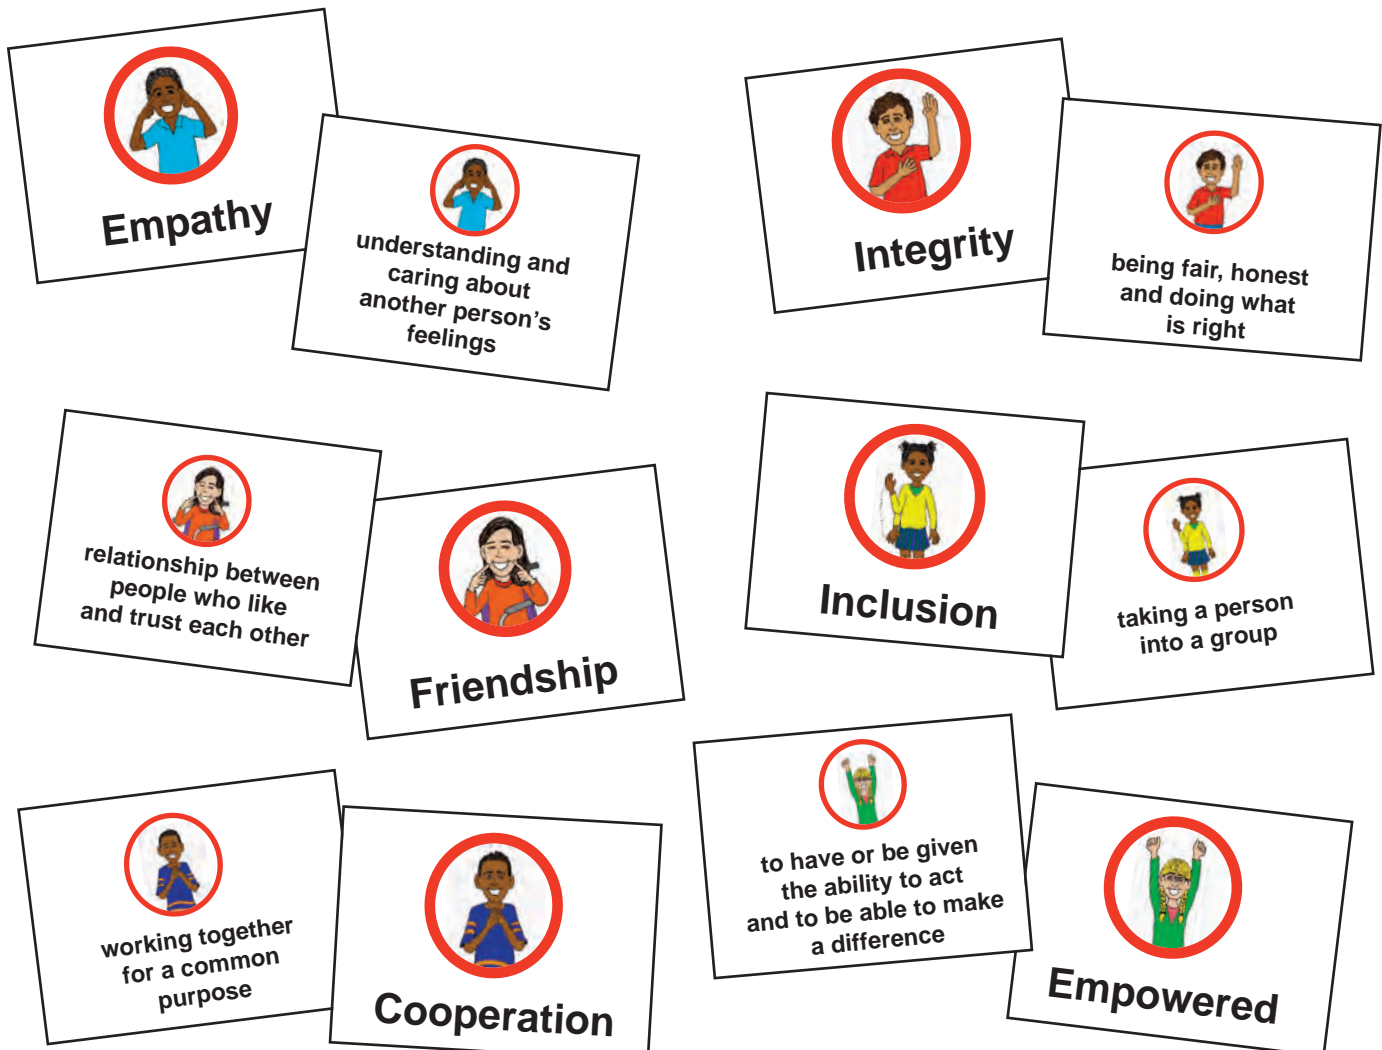 Empathy
understanding and
caring about
another person's
feelings
Integrity
being fair, honest
and doing what
is right
relationship between
people who like
and trust each other
Friendship
Inclusion
taking a person
into a group
working together
for a common
purpose
Cooperation
to have or be given
the ability to act
and to be able to make
a difference
Empowered